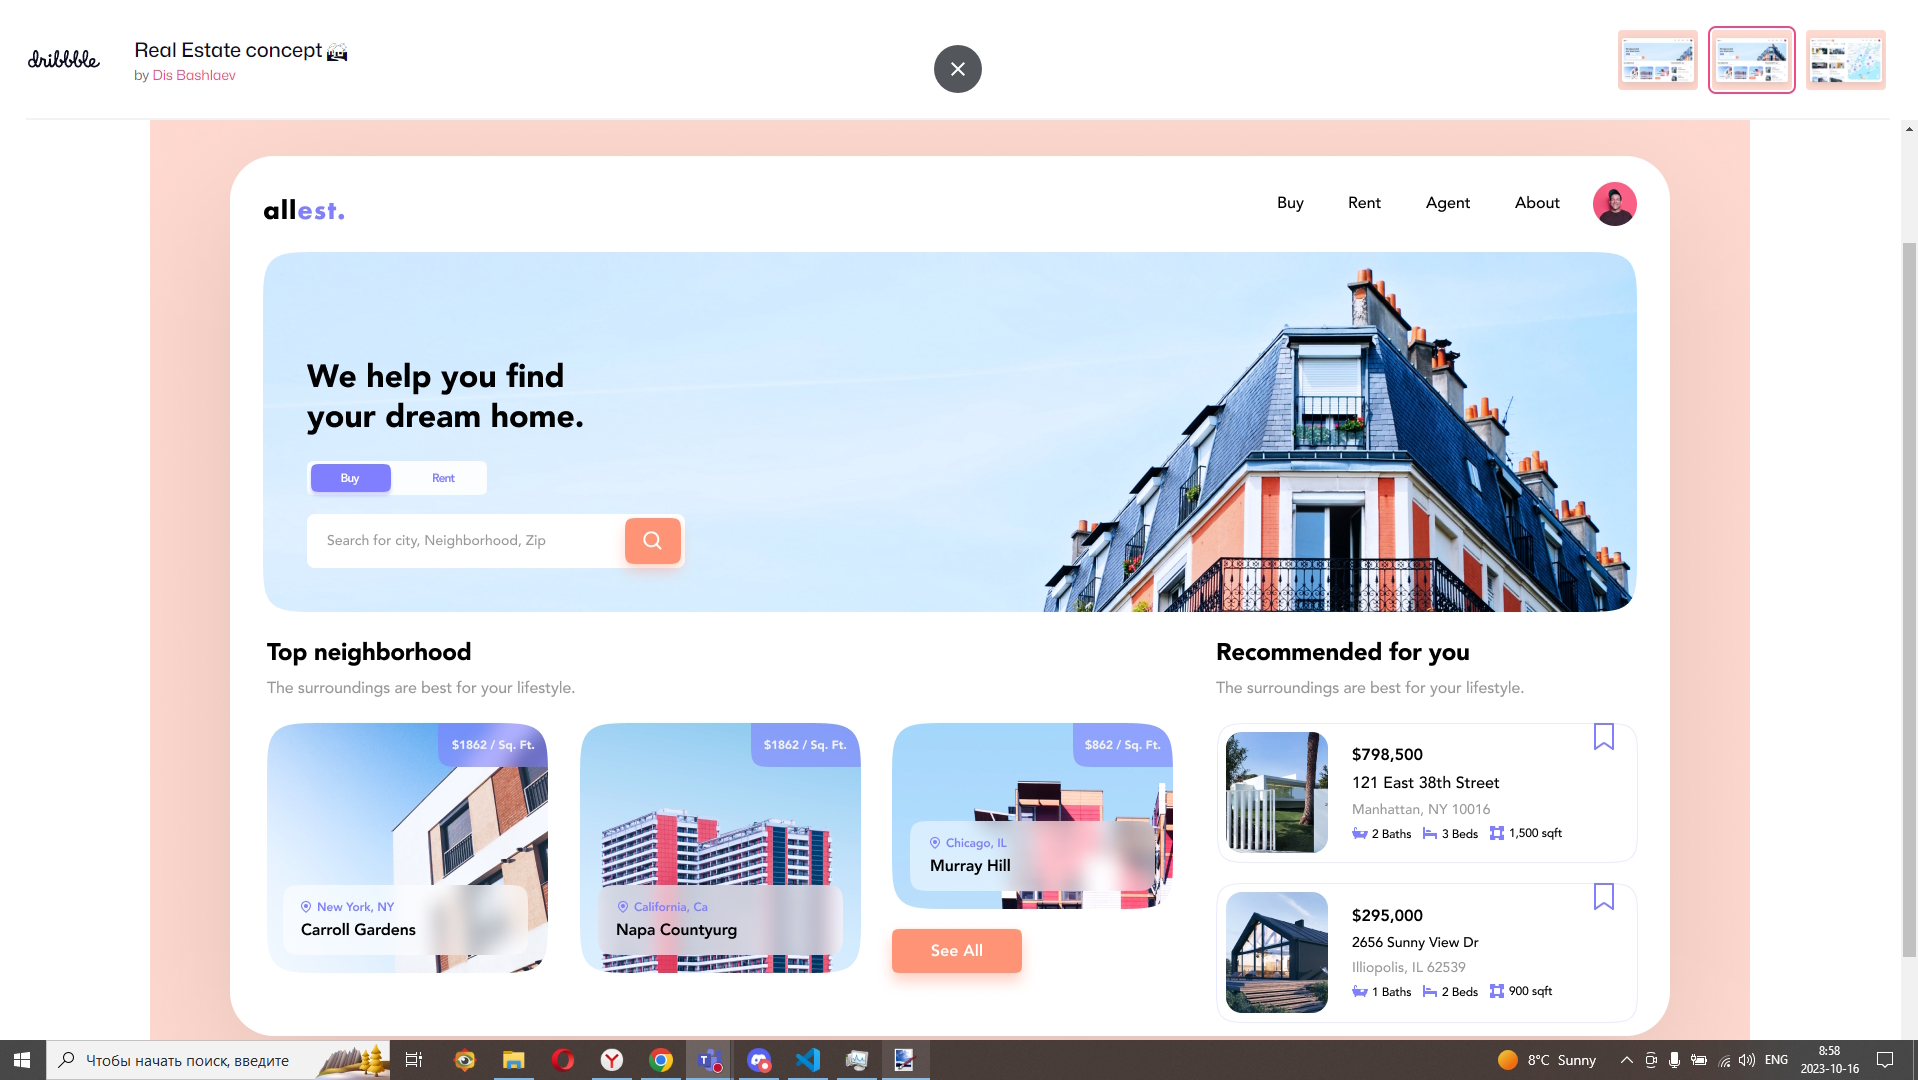 dribbble
Real Estate concept
by Dis Bashlaev
allest.
Buy
Rent
Agent
About
We help you find
your dream home.
Buy
Rent
Search for city, Neighborhood, Zip
Top neighborhood
The surroundings are best for your lifestyle.
$1862 / Sq. Ft.
New York, NY
Carroll Gardens
$1862 / Sq. Ft.
California, Ca
Napa Countyurg
$862 / Sq. Ft.
Chicago, IL
Murray Hill
See All
Recommended for you
The surroundings are best for your lifestyle.
$798,500
121 East 38th Street
Manhattan, NY 10016
2 Baths 3 Beds 1,500 sqft
$295,000
2656 Sunny View Dr
Illiopolis, IL 62539
1 Baths 2 Beds 900 sqft
Чтобы начать поиск, введите
8°C Sunny
ENG
8:58
2023-10-16